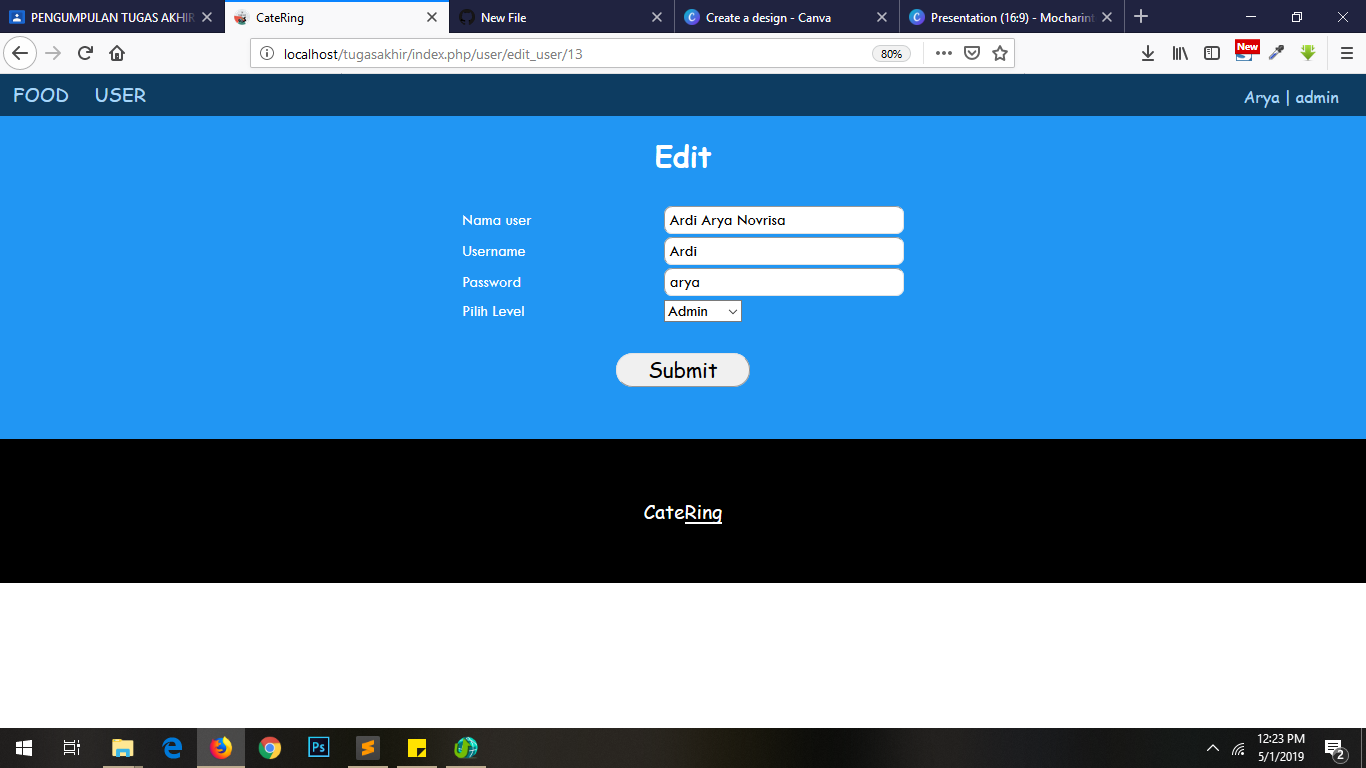 PENGUMPULAN TUGAS AKHIR
CateRing
New File
Create a design - Canva
Presentation (16:9) - Mocharint
localhost/tugasakhir/index.php/user/edit_user/13
80%
New
FOOD USER
Arya | admin
Edit
Nama user Ardi Arya Novrisa
Username Ardi
Password arya
Pilih Level Admin
Submit
CateRing
Ps
12:23 PM
5/1/2019
2